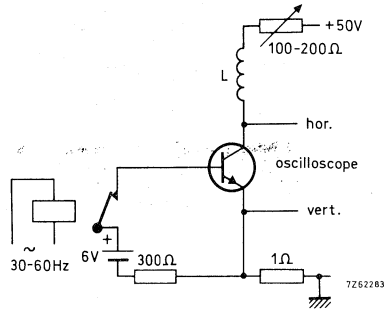 +50V
100-200Ω
L
hor.
oscilloscope
vert.
+
6V
300Ω
1Ω
~
30-60Hz
7Z62283